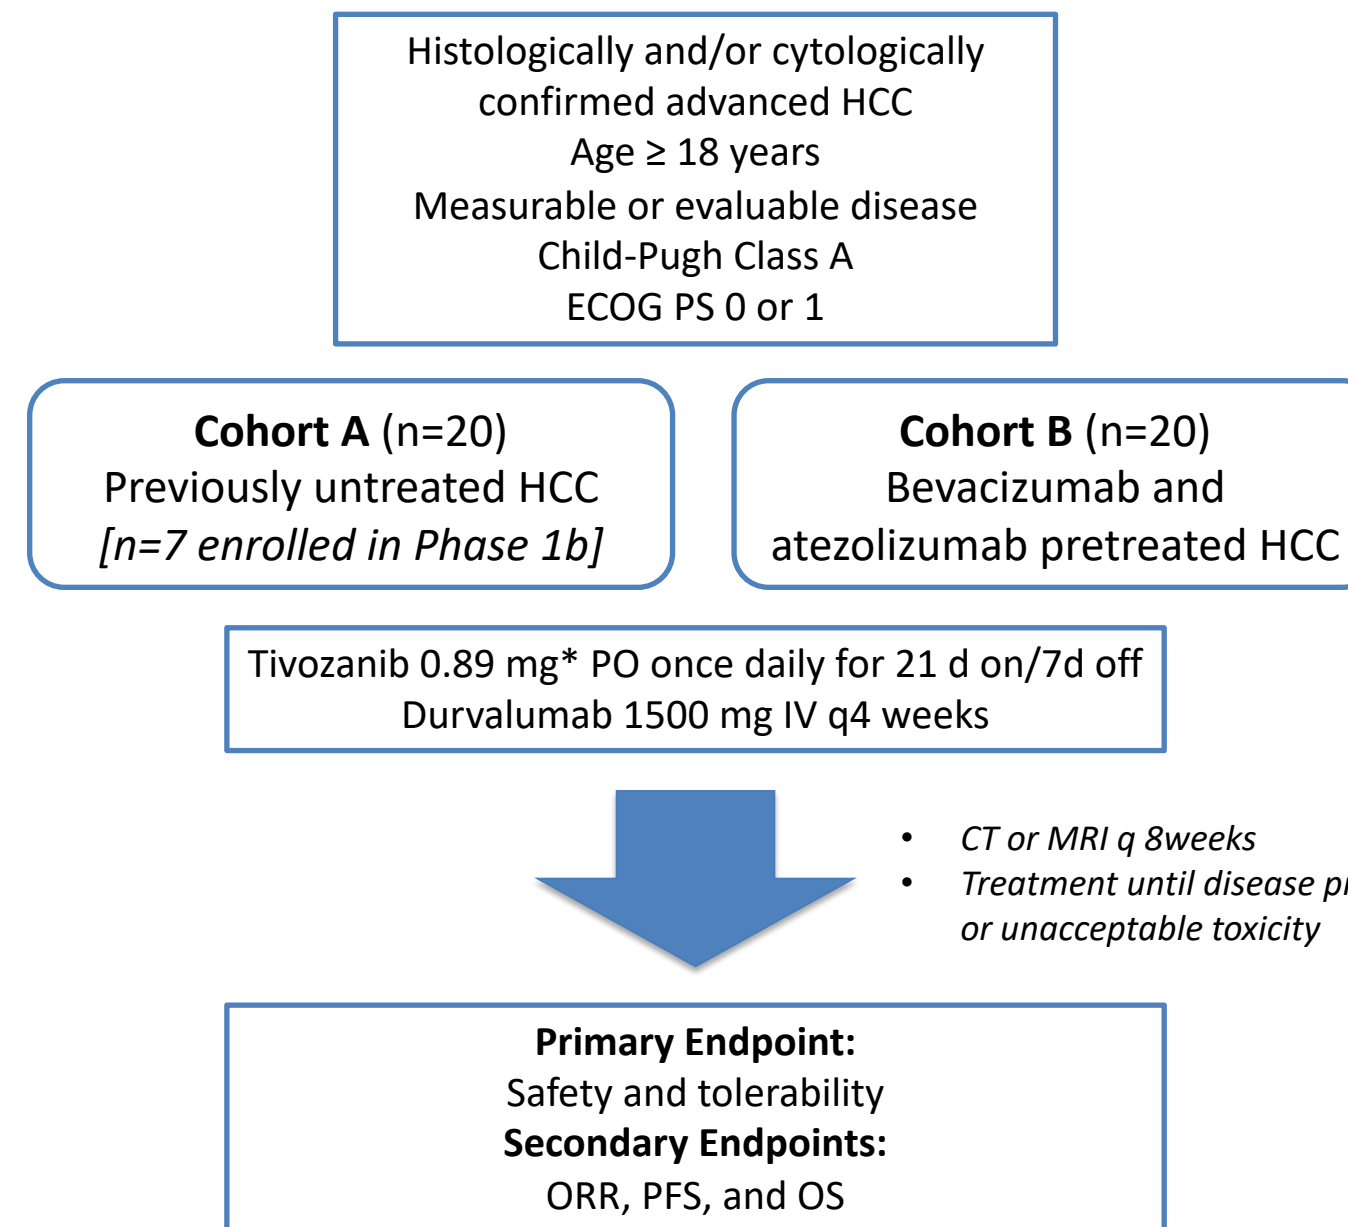 Histologically and/or cytologically
confirmed advanced HCC
Age ≥ 18 years
Measurable or evaluable disease
Child-Pugh Class A
ECOG PS 0 or 1
Cohort A (n=20)
Previously untreated HCC
[n=7 enrolled in Phase 1b]
Cohort B (n=20)
Bevacizumab and
atezolizumab pretreated HCC
Tivozanib 0.89 mg* PO once daily for 21 d on/7d off
Durvalumab 1500 mg IV q4 weeks
• CT or MRI q 8weeks
• Treatment until disease
or unacceptable toxicity
Primary Endpoint:
Safety and tolerability
Secondary Endpoints:
ORR, PFS, and OS